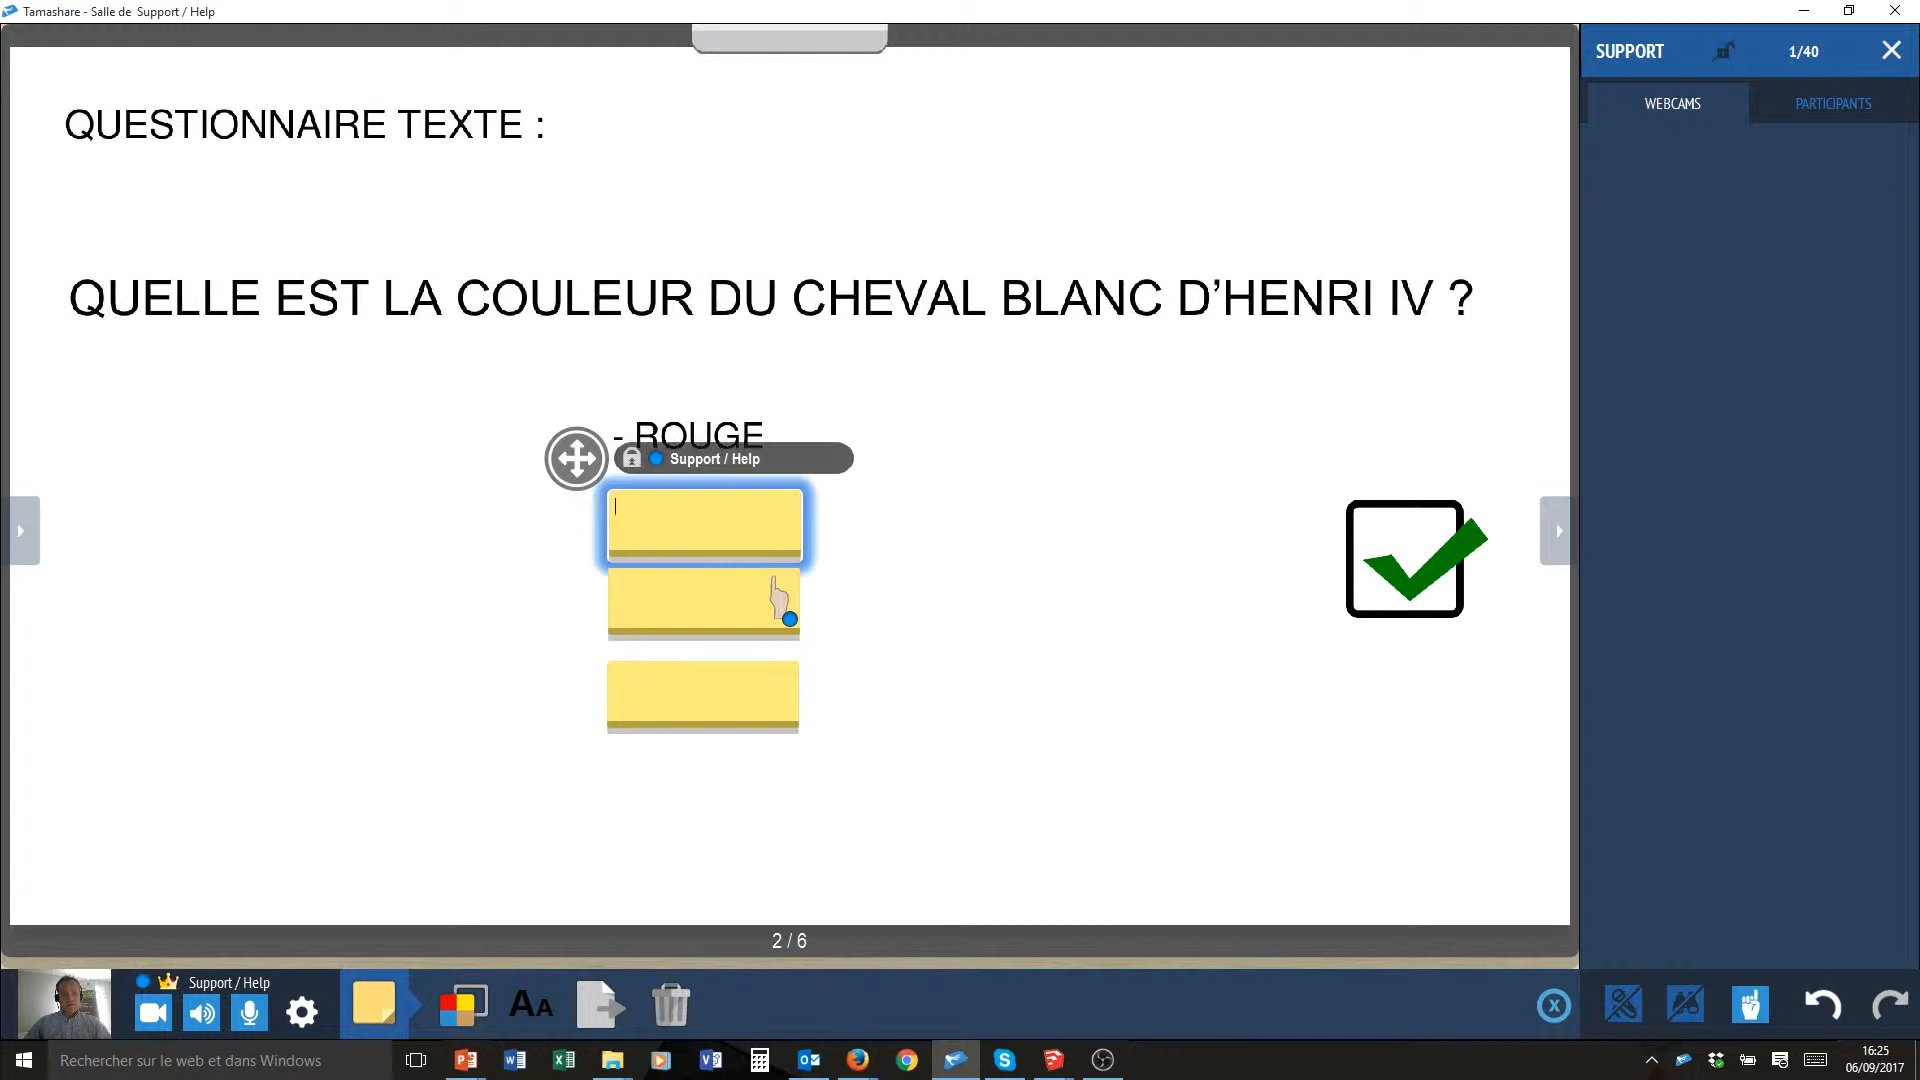 Tamashare - Salle de Support / Help
SUPPORT
1/40
WEBCAMS
PARTICIPANTS
QUESTIONNAIRE TEXTE :
QUELLE EST LA COULEUR DU CHEVAL BLANC D’HENRI IV ?
- ROUGE
Support / Help
2 / 6
Support / Help
AA
X
Rechercher sur le web et dans Windows
16:25
06/09/2017